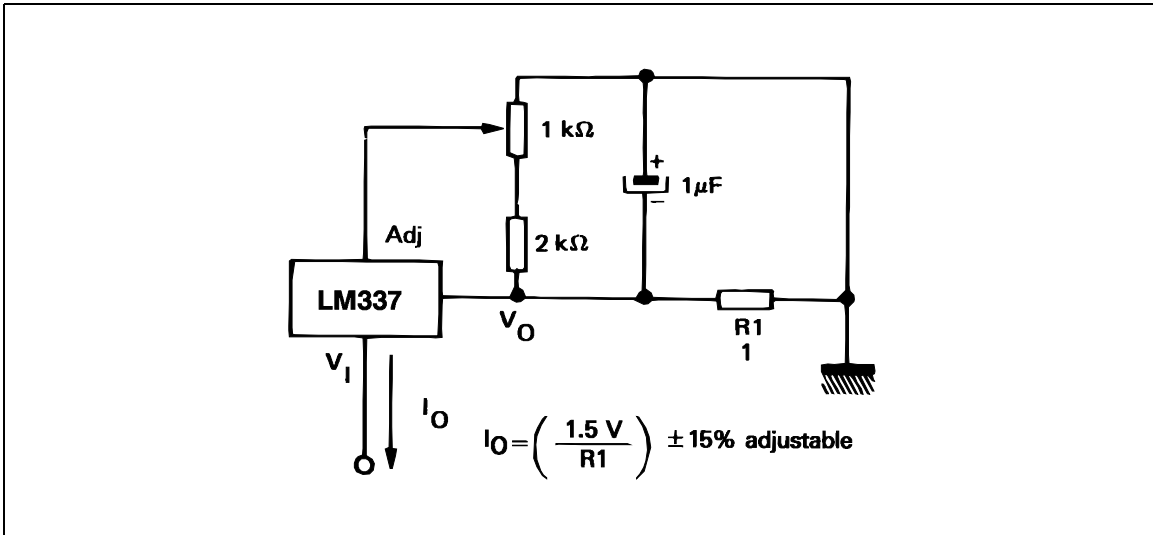 1 kΩ
+
1μF
−
Adj
2 kΩ
LM337
VO
R1
1
VI
IO
IO=(1.5 V/R1) ±15% adjustable